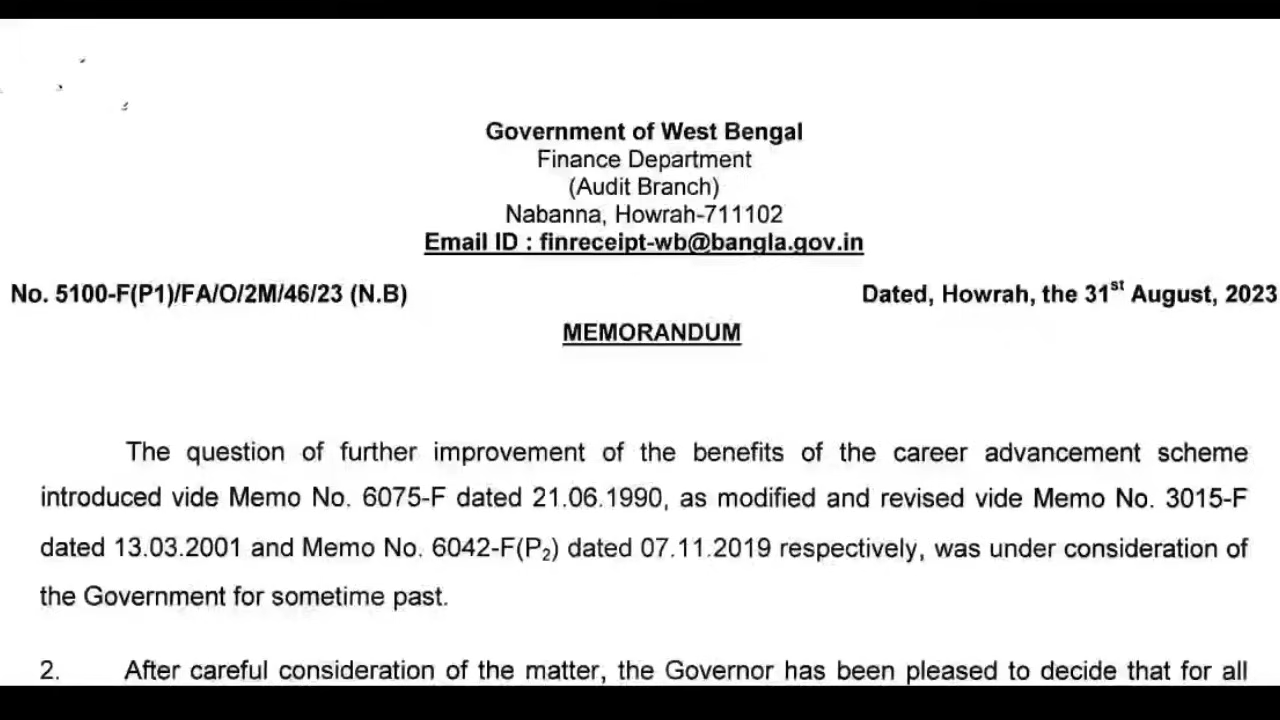 Government of West Bengal
Finance Department
(Audit Branch)
Nabanna, Howrah-711102
Email ID : finreceipt-wb@bangla.gov.in
No. 5100-F(P1)/FA/O/2M/46/23 (N.B)
Dated, Howrah, the 31st August, 2023
MEMORANDUM
The question of further improvement of the benefits of the career advancement scheme
introduced vide Memo No. 6075-F dated 21.06.1990, as modified and revised vide Memo No. 3015-F
dated 13.03.2001 and Memo No. 6042-F(P₂) dated 07.11.2019 respectively, was under consideration of
the Government for sometime past.
2. After careful consideration of the matter, the Governor has been pleased to decide that for all